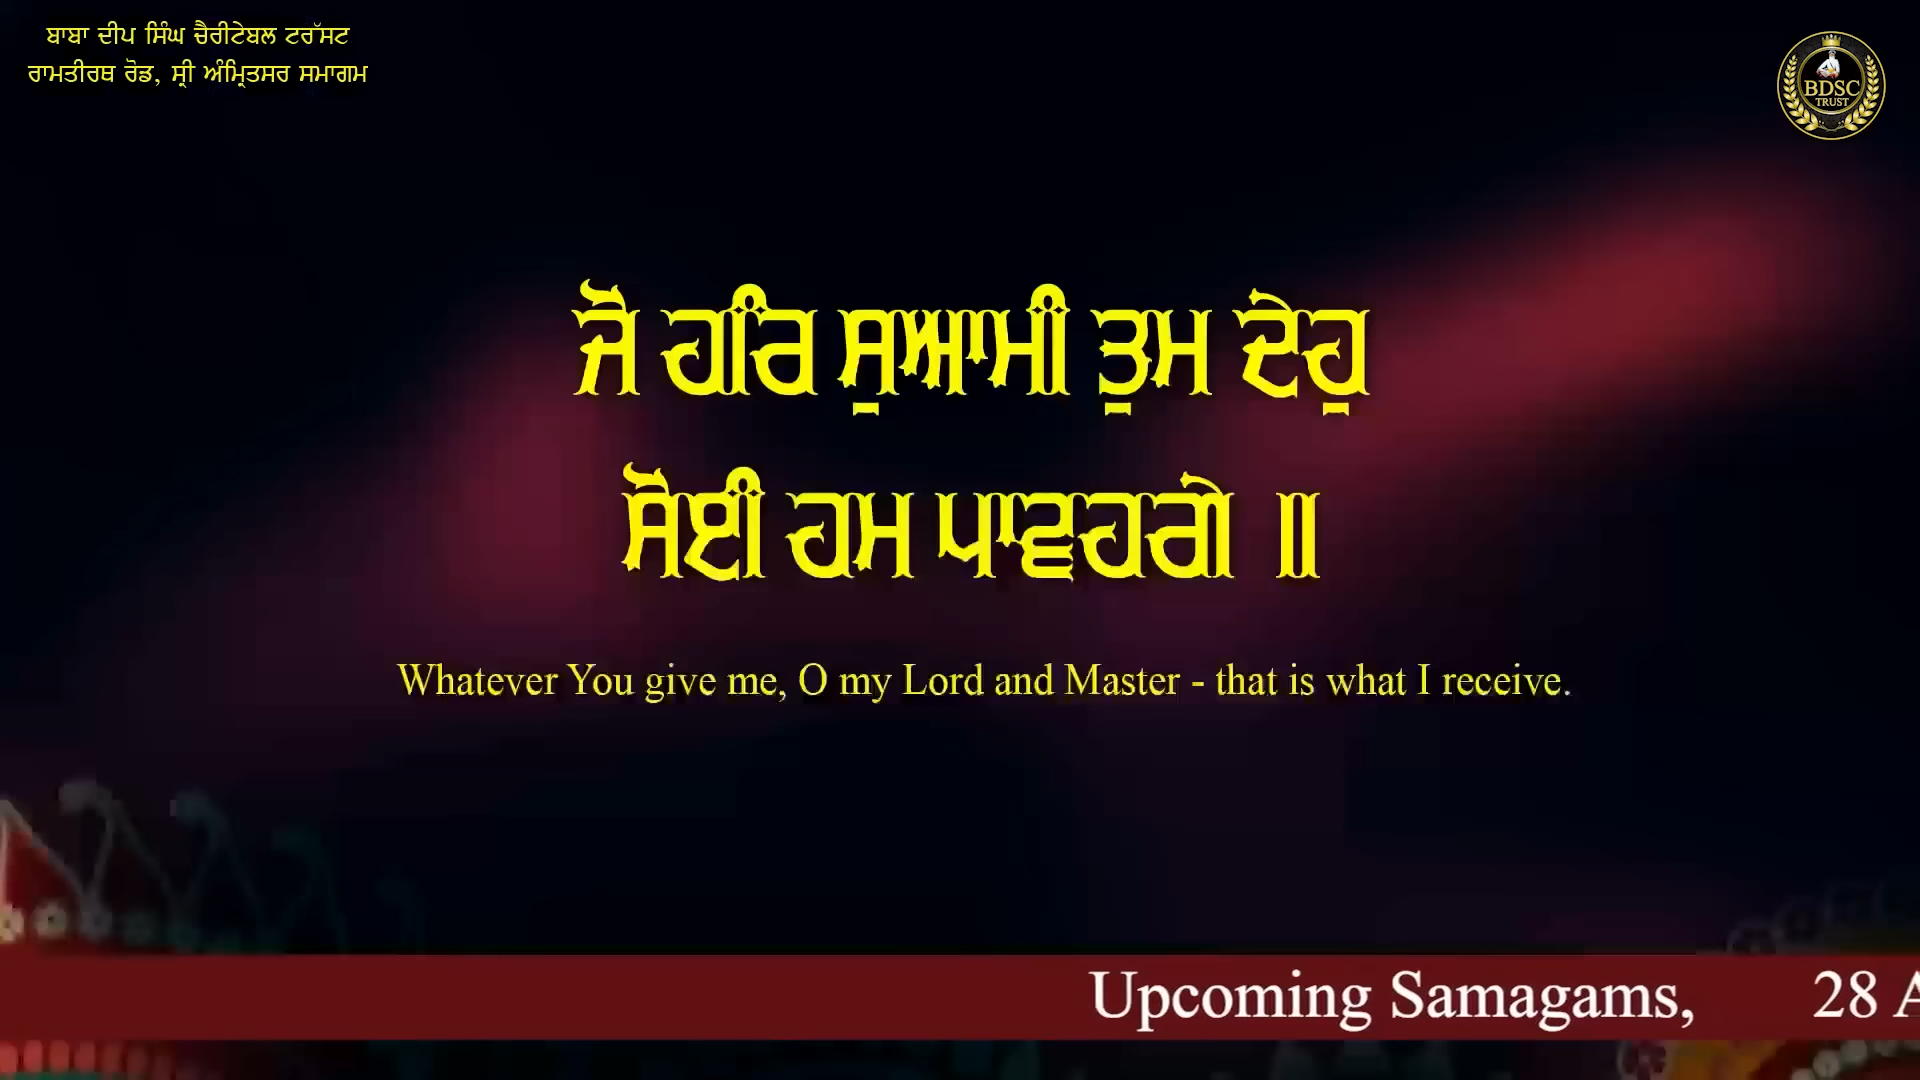 ਬਾਬਾ ਦੀਪ ਸਿੰਘ ਚੈਰੀਟੇਬਲ ਟਰੱਸਟ
ਰਾਮਤੀਰਥ ਰੋਡ, ਸ੍ਰੀ ਅੰਮ੍ਰਿਤਸਰ ਸਮਾਗਮ
BDSC
TRUST
ਜੋ ਹਰਿ ਸੁਆਮੀ ਤੁਮ ਦੇਹੁ
ਸੋਈ ਹਮ ਪਾਵਹਗੇ ॥
Whatever You give me, O my Lord and Master - that is what I receive.
Upcoming Samagams, 28 A